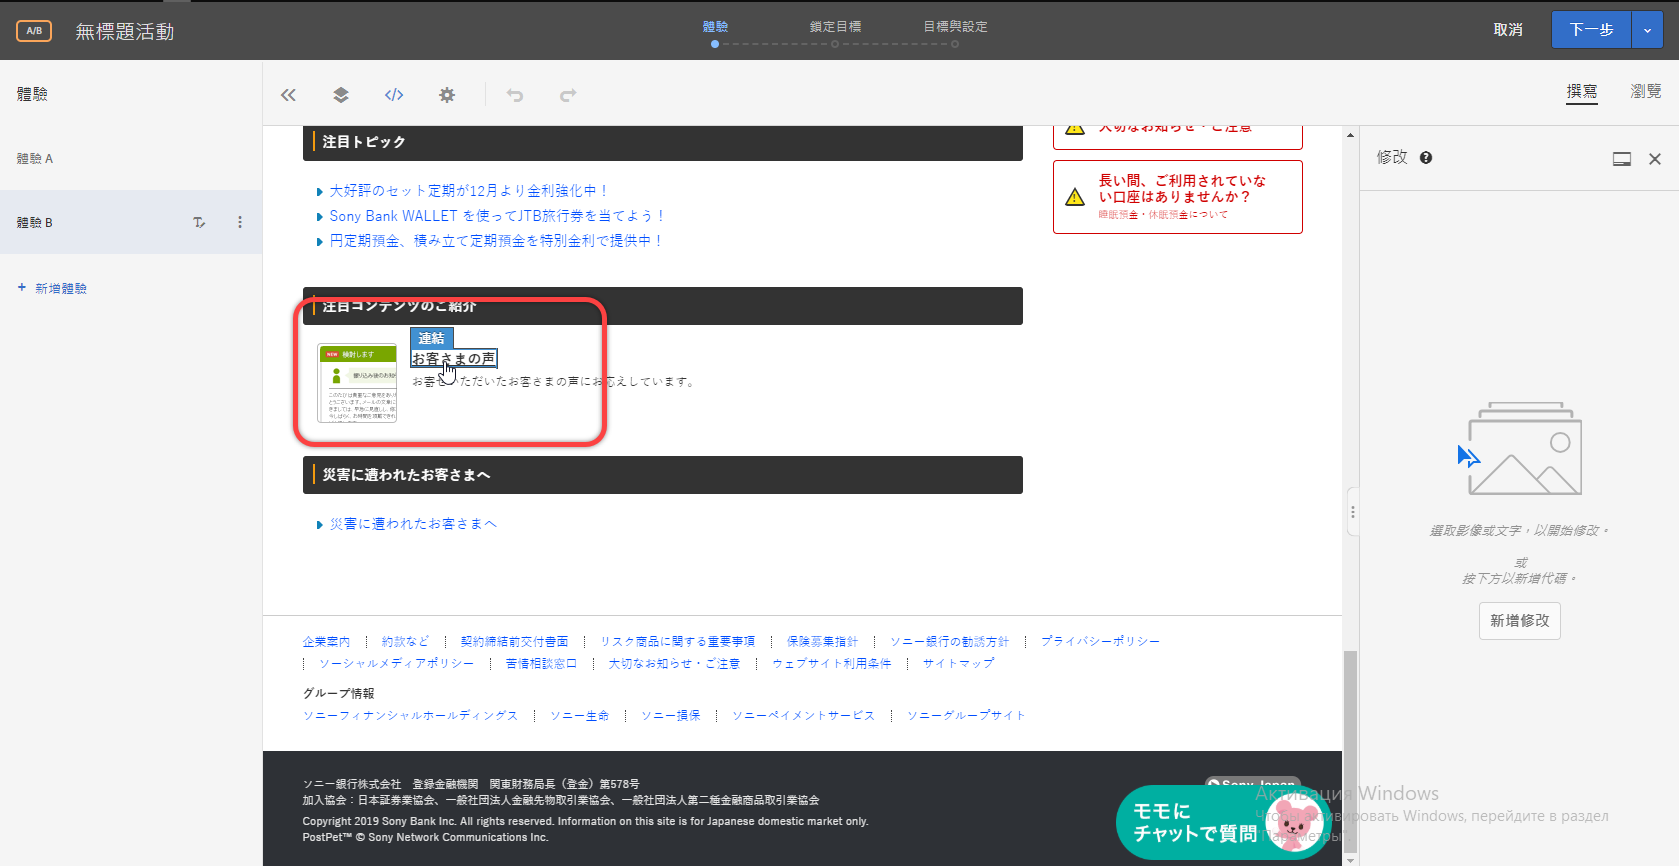 A/B
無標題活動
體驗
鎖定目標
目標與設定
取消
下一步
體驗
撰寫
瀏覽
體驗 A
體驗 B
+ 新增體驗
注目トピック
大好評のセット定期が12月より金利強化中！
Sony Bank WALLET を使ってJTB旅行券を当てよう！
円定期預金、積み立て定期預金を特別金利で提供中！
大切なお知らせ・ご注意
長い間、ご利用されていな
い口座はありませんか？
睡眠預金・休眠預金について
注目コンテンツのご紹介
連結
お客さまの声
お寄せいただいたお客さまの声にお応えしています。
NEW 検討します
災害に遭われたお客さまへ
災害に遭われたお客さまへ
修改
選取影像或文字，以開始修改。
或
按下方以新增代碼。
新增修改
企業案内
約款など
契約締結前交付書面
リスク商品に関する重要事項
保険募集指針
ソニー銀行の勧誘方針
プライバシーポリシー
ソーシャルメディアポリシー
苦情相談窓口
大切なお知らせ・ご注意
ウェブサイト利用条件
サイトマップ
グループ情報
ソニーフィナンシャルホールディングス
ソニー生命
ソニー損保
ソニーペイメントサービス
ソニーグループサイト
ソニー銀行株式会社 登録金融機関 関東財務局長（登金）第578号
加入協会：日本証券業協会、一般社団法人金融先物取引業協会、一般社団法人第二種金融商品取引業協会
Copyright 2019 Sony Bank Inc. All rights reserved. Information on this site is for Japanese domestic market only.
PostPet™ © Sony Network Communications Inc.
Sony Japan
モモに
チャットで質問
Активация Windows
Чтобы активировать Windows, перейдите в раздел
"Параметры".